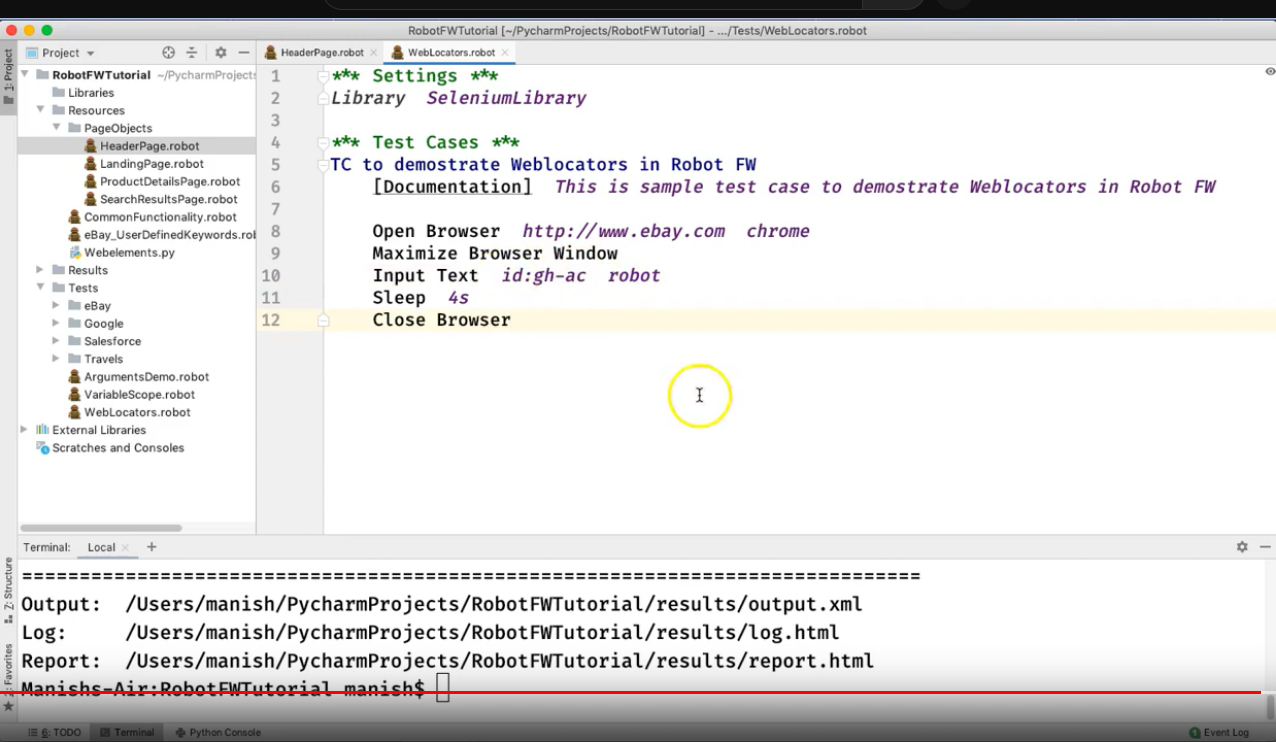 RobotFWTutorial [~/PycharmProjects/RobotFWTutorial] - .../Tests/WebLocators.robot
1: Project
Project
HeaderPage.robot
WebLocators.robot
RobotFWTutorial ~/PycharmProjects
Libraries
Resources
PageObjects
HeaderPage.robot
LandingPage.robot
ProductDetailsPage.robot
SearchResultsPage.robot
CommonFunctionality.robot
eBay_UserDefinedKeywords.rob
Webelements.py
Results
Tests
eBay
Google
Salesforce
Travels
ArgumentsDemo.robot
VariableScope.robot
WebLocators.robot
External Libraries
Scratches and Consoles
1 *** Settings ***
2 Library SeleniumLibrary
3
4 *** Test Cases ***
5 TC to demostrate Weblocators in Robot FW
6 [Documentation] This is sample test case to demostrate Weblocators in Robot FW
7
8 Open Browser http://www.ebay.com chrome
9 Maximize Browser Window
10 Input Text id:gh-ac robot
11 Sleep 4s
12 Close Browser
Terminal: Local +
Z: Structure
2: Favorites
==============================================================================
Output: /Users/manish/PycharmProjects/RobotFWTutorial/results/output.xml
Log: /Users/manish/PycharmProjects/RobotFWTutorial/results/log.html
Report: /Users/manish/PycharmProjects/RobotFWTutorial/results/report.html
Manishs-Air:RobotFWTutorial manish$
6: TODO
Terminal
Python Console
1 Event Log